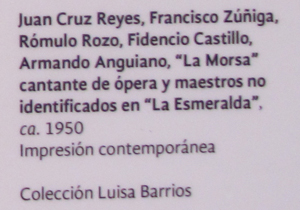 Juan Cruz Reyes, Francisco Zúñiga,
Rómulo Rozo, Fidencio Castillo,
Armando Anguiano, “La Morsa”
cantante de ópera y maestros no
identificados en “La Esmeralda”,
ca. 1950
Impresión contemporánea
Colección Luisa Barrios